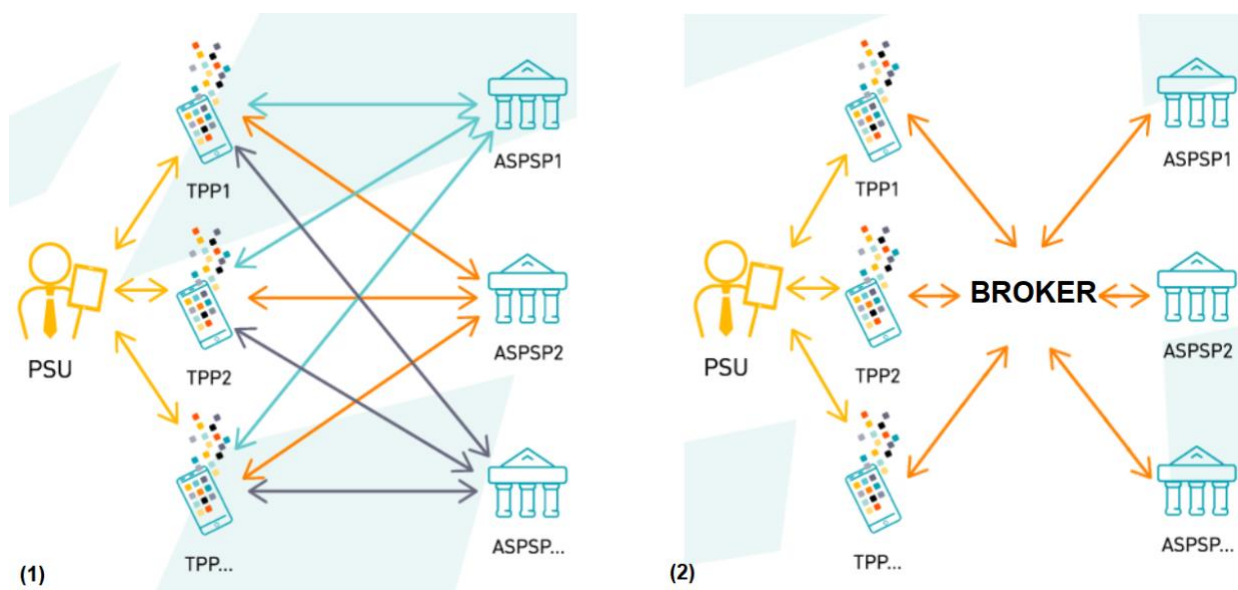 TPP1
ASPSP1
PSU
TPP2
ASPSP2
TPP...
ASPSP...
(1)
TPP1
ASPSP1
PSU
TPP2
BROKER
ASPSP2
TPP...
ASPSP...
(2)